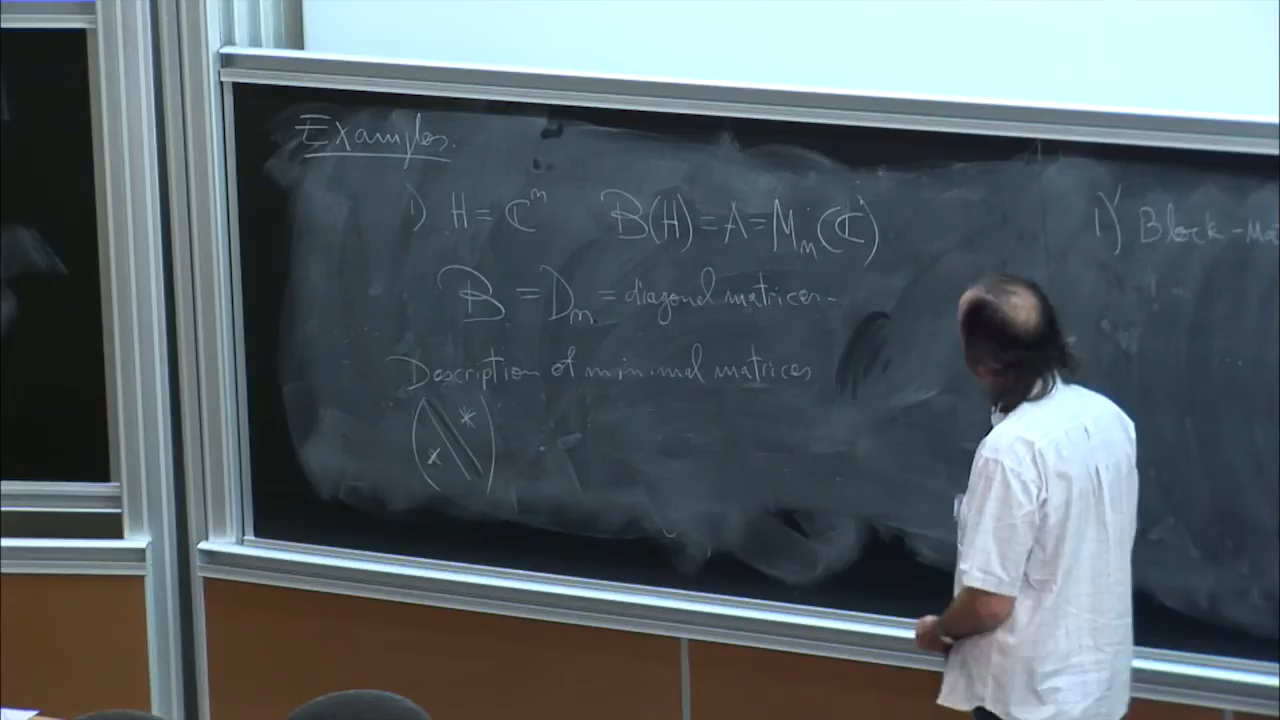 Examples.
1) H = ℂⁿ B(H) = A = Mₙ(ℂ)
B = Dₙ = diagonal matrices.
Description of minimal matrices
( * \\ * )
1)' Block-Ma